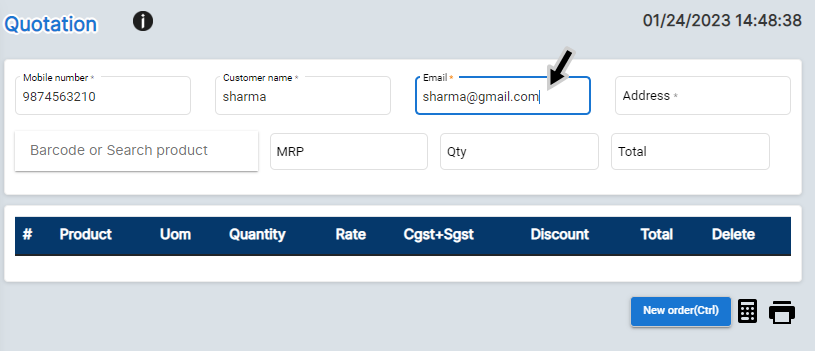 Quotation i 01/24/2023 14:48:38
Mobile number * Customer name * Email *
9874563210 sharma sharma@gmail.com Address *
Barcode or Search product MRP Qty Total
# Product Uom Quantity Rate Cgst+Sgst Discount Total Delete
New order(Ctrl)